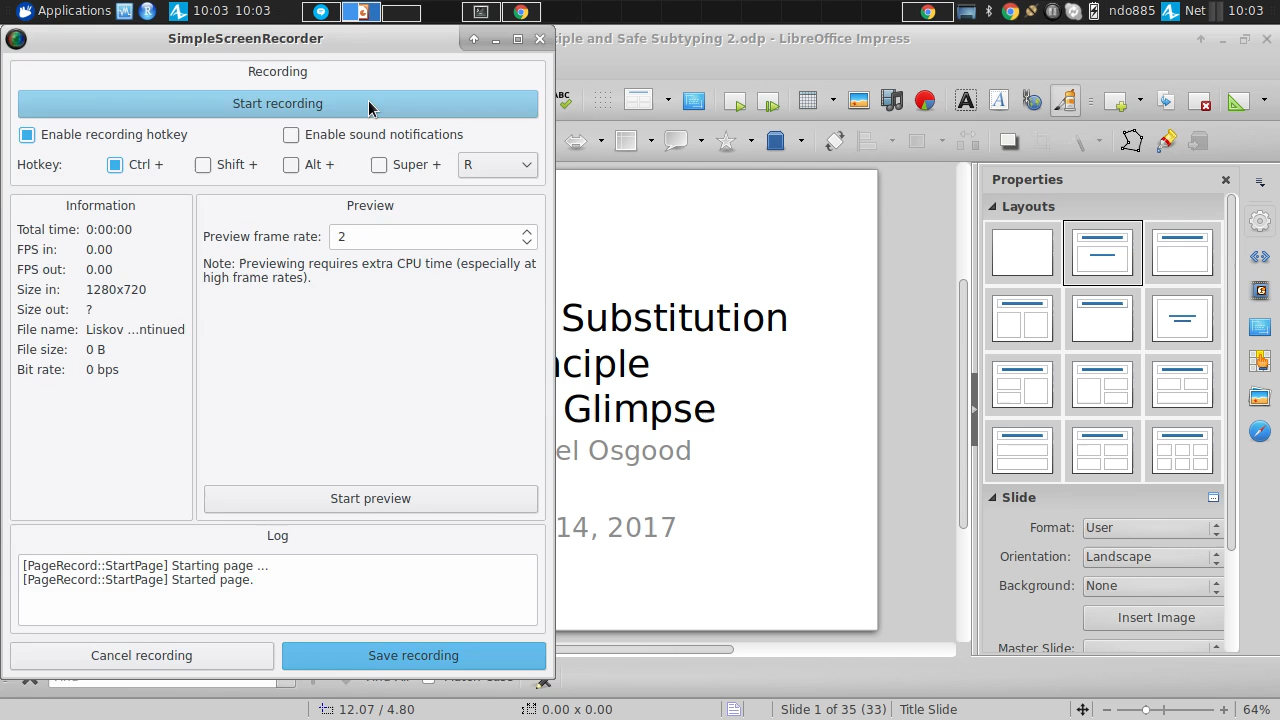 Applications 10:03 10:03 ndo885 Net 10:03
SimpleScreenRecorder
ciple and Safe Subtyping 2.odp - LibreOffice Impress
Recording
Start recording
Enable recording hotkey Enable sound notifications
Hotkey: Ctrl + Shift + Alt + Super + R
Information
Total time: 0:00:00
FPS in: 0.00
FPS out: 0.00
Size in: 1280x720
Size out: ?
File name: Liskov ...ntinued
File size: 0 B
Bit rate: 0 bps
Preview
Preview frame rate: 2
Note: Previewing requires extra CPU time (especially at
high frame rates).
Start preview
Log
[PageRecord::StartPage] Starting page ...
[PageRecord::StartPage] Started page.
Cancel recording Save recording
ABC
Substitution
nciple
Glimpse
el Osgood
14, 2017
Properties
Layouts
Slide
Format: User
Orientation: Landscape
Background: None
Insert Image
Master Slide:
12.07 / 4.80 0.00 x 0.00 Slide 1 of 35 (33) Title Slide 64%